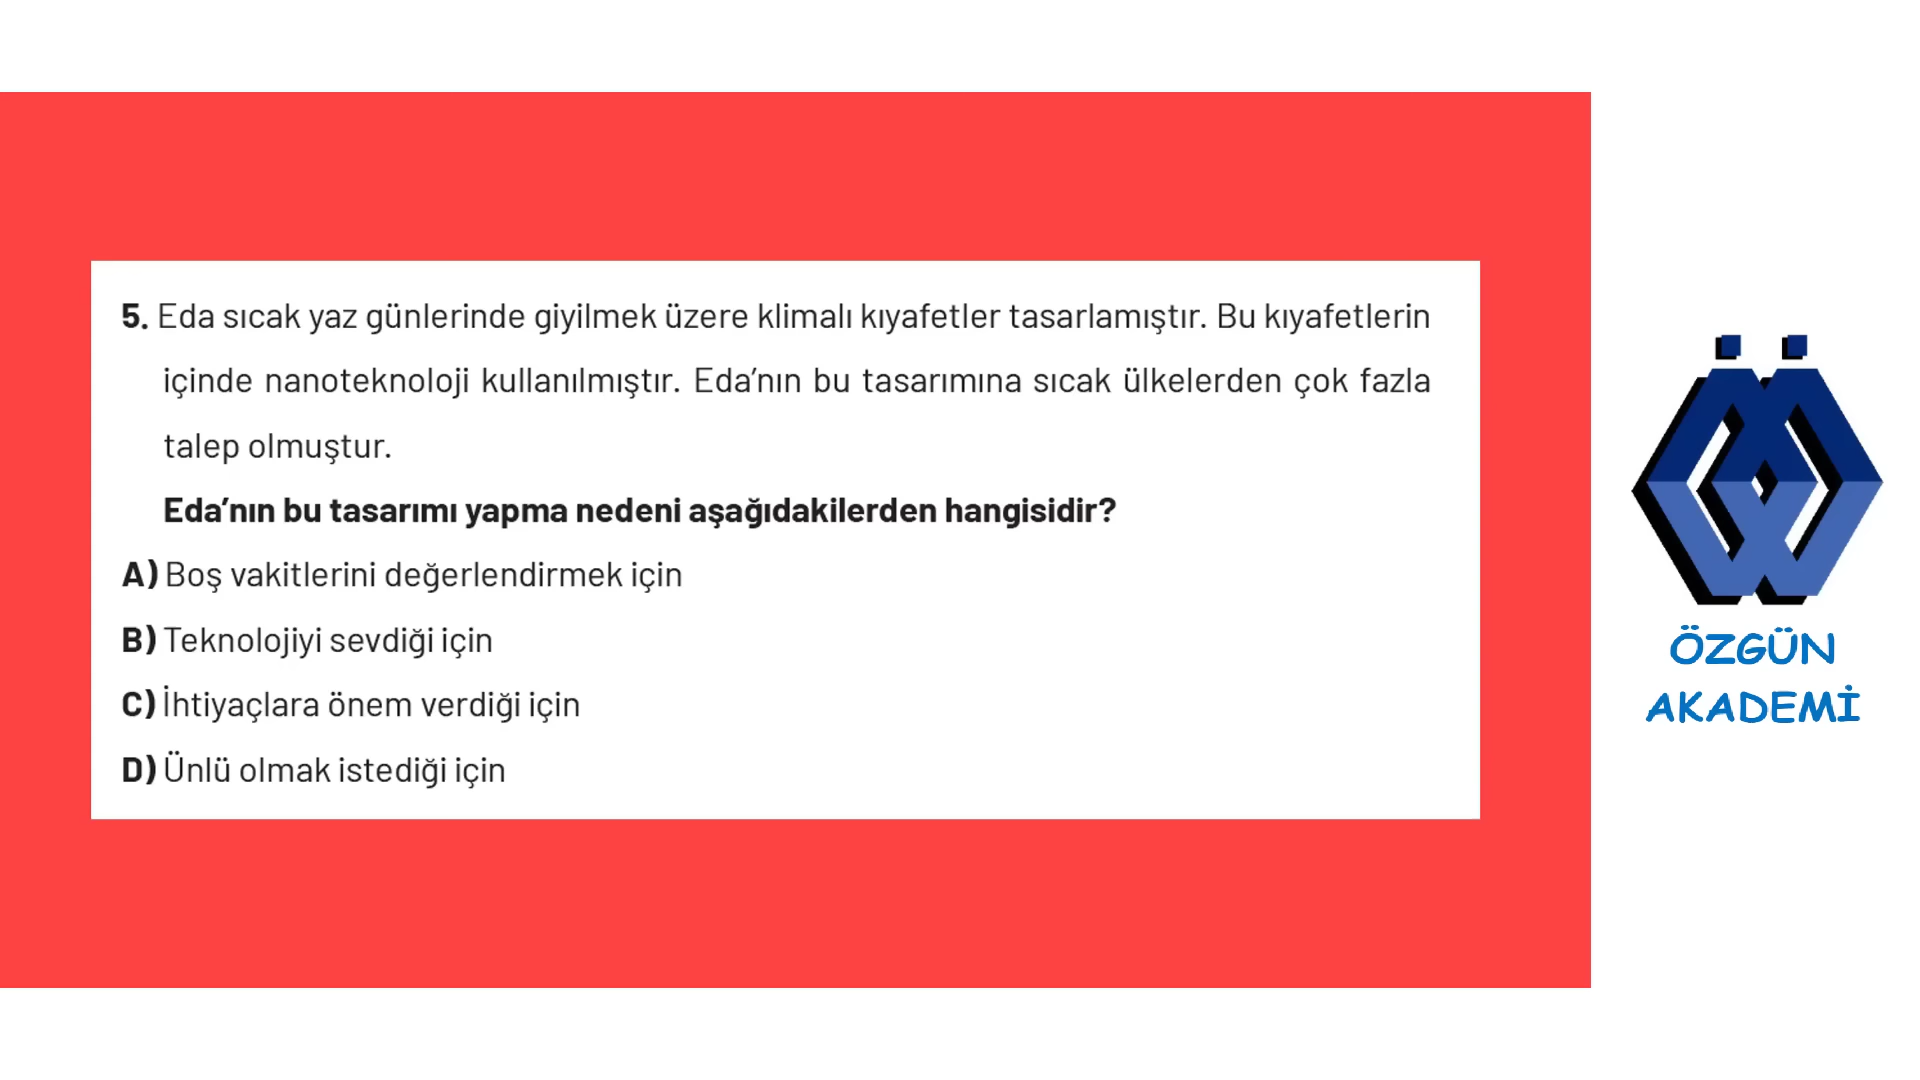 5. Eda sıcak yaz günlerinde giyilmek üzere klimalı kıyafetler tasarlamıştır. Bu kıyafetlerin
içinde nanoteknoloji kullanılmıştır. Eda’nın bu tasarımına sıcak ülkelerden çok fazla
talep olmuştur.
Eda’nın bu tasarımı yapma nedeni aşağıdakilerden hangisidir?
A) Boş vakitlerini değerlendirmek için
B) Teknolojiyi sevdiği için
C) İhtiyaçlara önem verdiği için
D) Ünlü olmak istediği için
ÖZGÜN
AKADEMİ